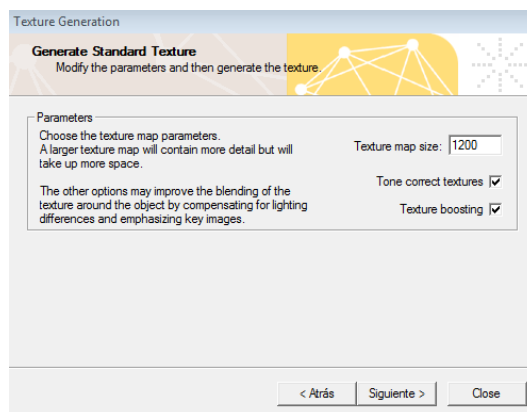 Texture Generation
Generate Standard Texture
Modify the parameters and then generate the texture.
Parameters
Choose the texture map parameters.
A larger texture map will contain more detail but will
take up more space.
The other options may improve the blending of the
texture around the object by compensating for lighting
differences and emphasizing key images.
Texture map size: 1200
Tone correct textures
Texture boosting
< Atrás
Siguiente >
Close